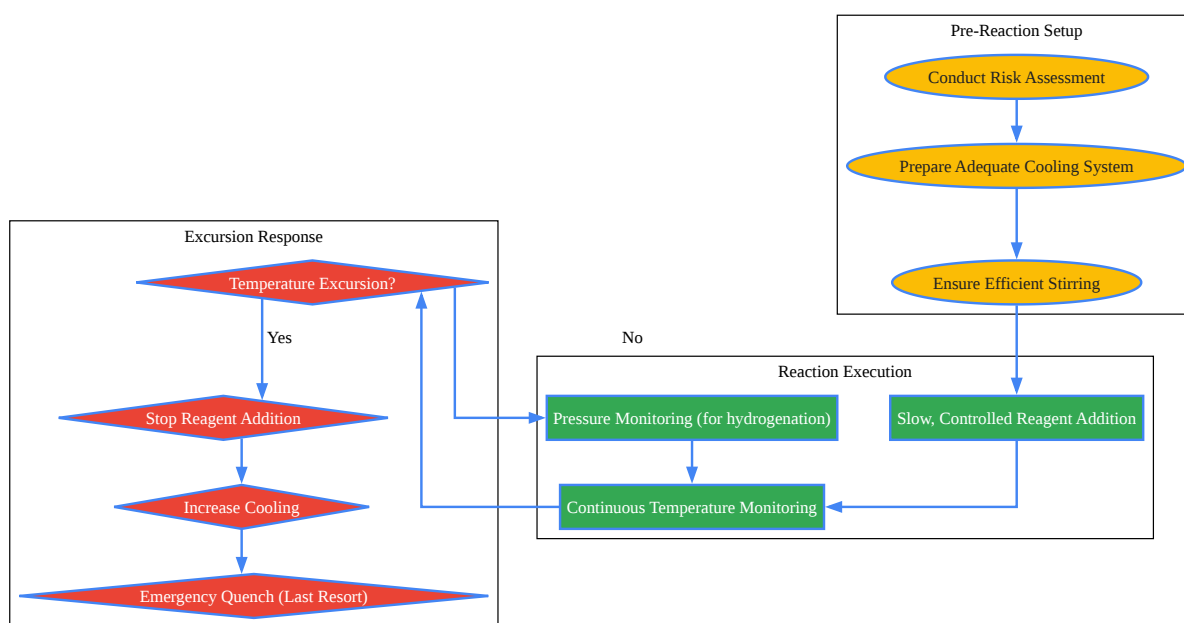 Pre-Reaction Setup
Conduct Risk Assessment
Prepare Adequate Cooling System
Excursion Response
Temperature Excursion?
Ensure Efficient Stirring
Yes
No
Reaction Execution
Stop Reagent Addition
Pressure Monitoring (for hydrogenation)
Slow, Controlled Reagent Addition
Increase Cooling
Continuous Temperature Monitoring
Emergency Quench (Last Resort)